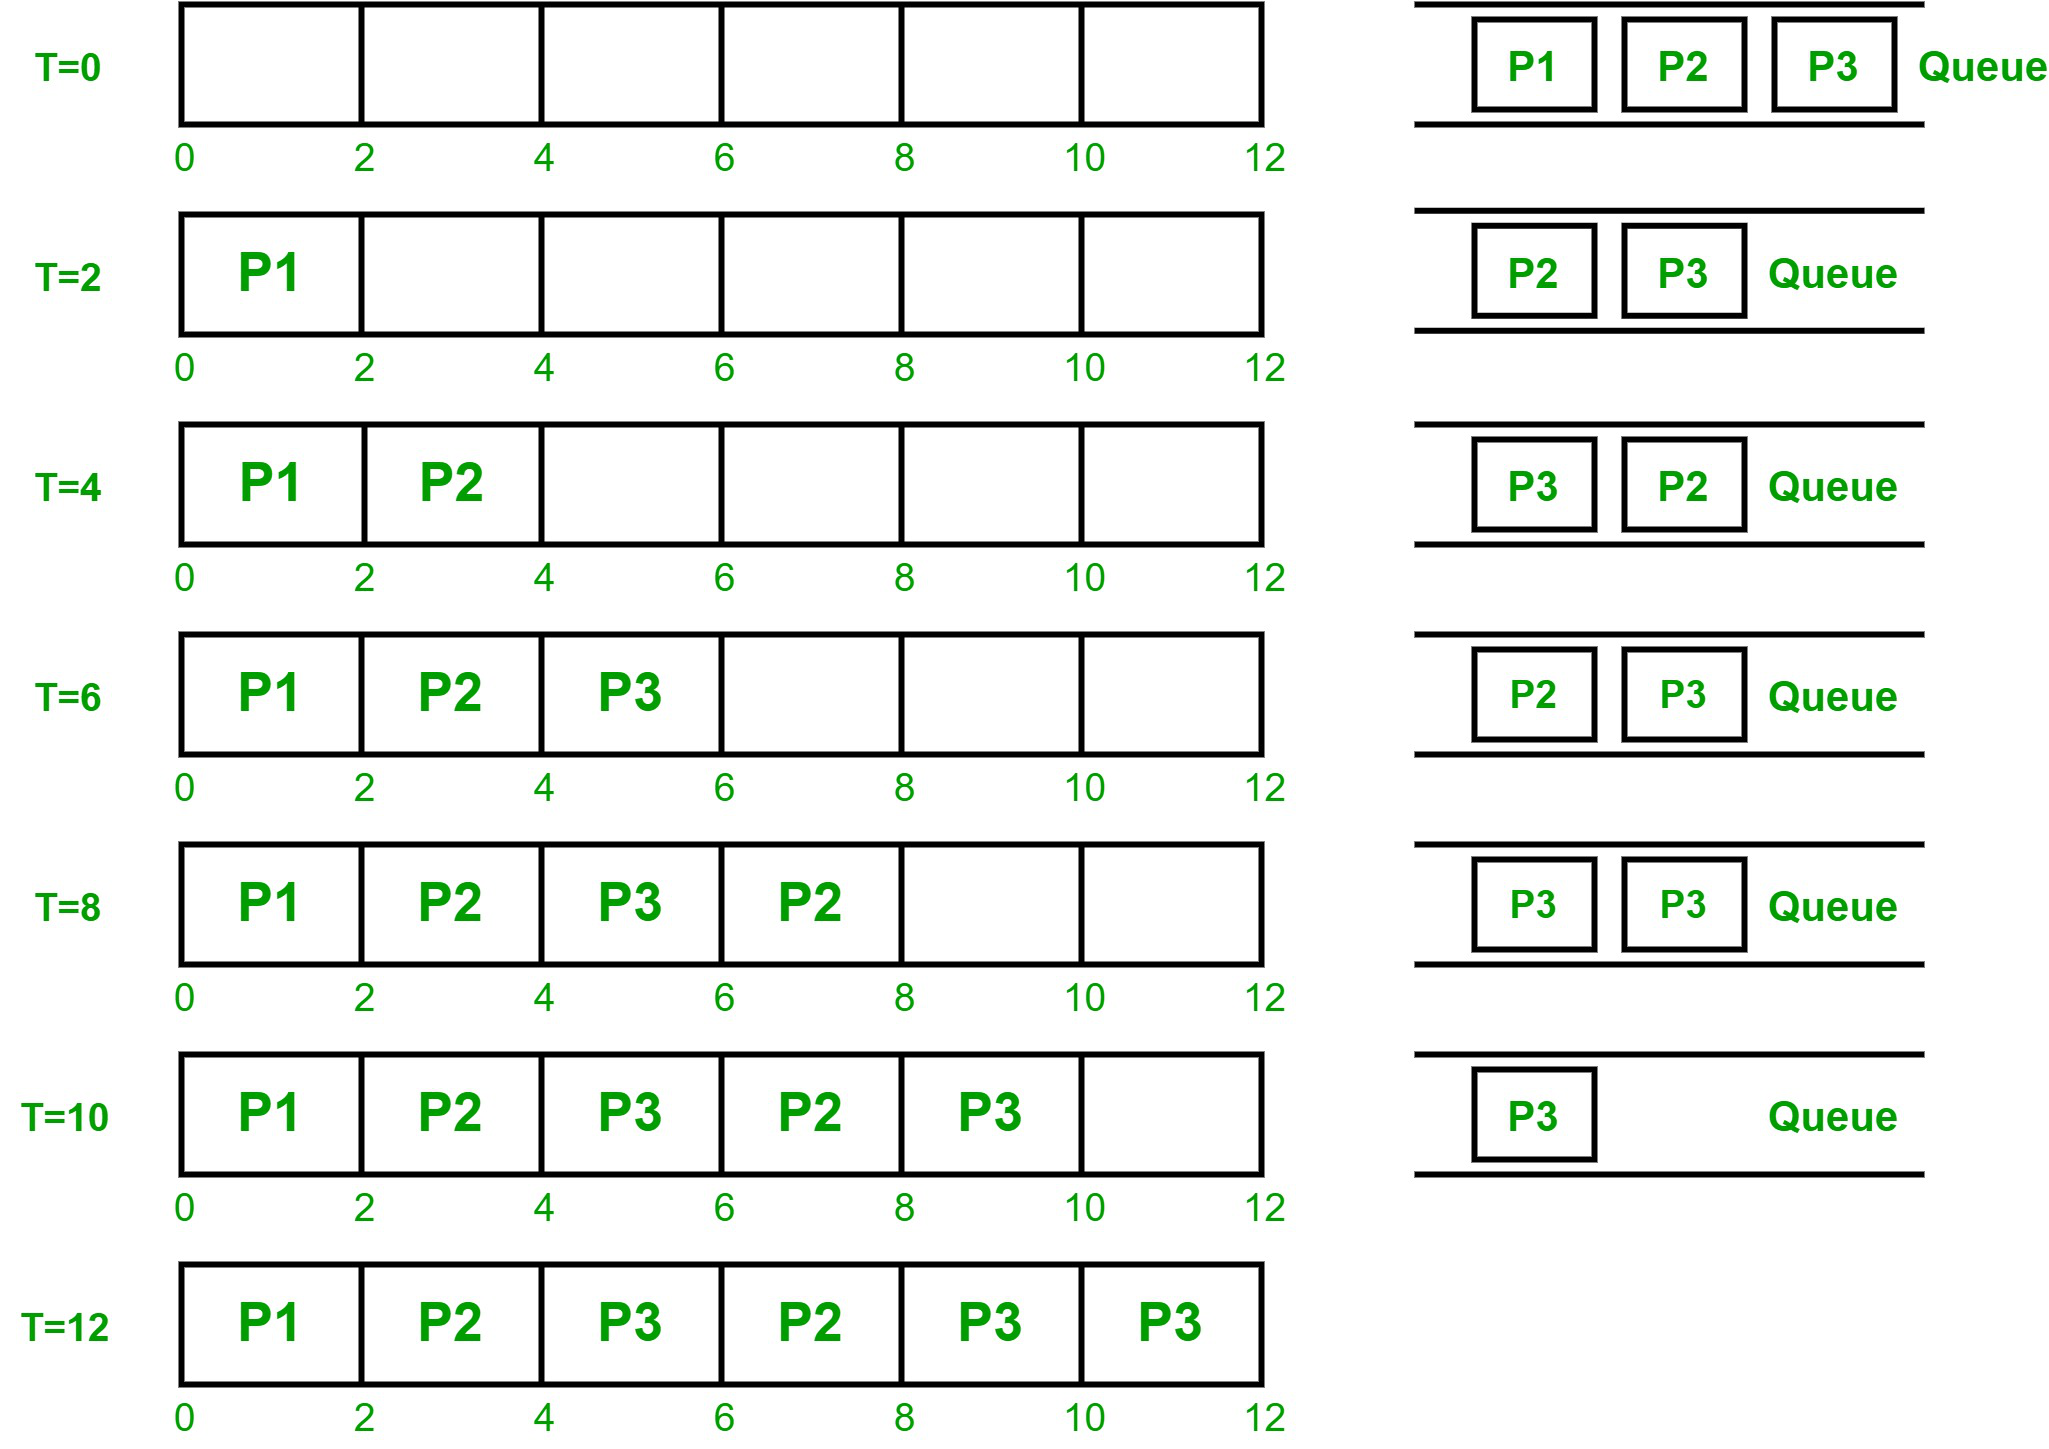 T=0 P1 P2 P3 Queue
0 2 4 6 8 10 12
T=2 P1 P2 P3 Queue
0 2 4 6 8 10 12
T=4 P1 P2 P3 P2 Queue
0 2 4 6 8 10 12
T=6 P1 P2 P3 P2 P3 Queue
0 2 4 6 8 10 12
T=8 P1 P2 P3 P2 P3 P3 Queue
0 2 4 6 8 10 12
T=10 P1 P2 P3 P2 P3 P3 Queue
0 2 4 6 8 10 12
T=12 P1 P2 P3 P2 P3 P3
0 2 4 6 8 10 12